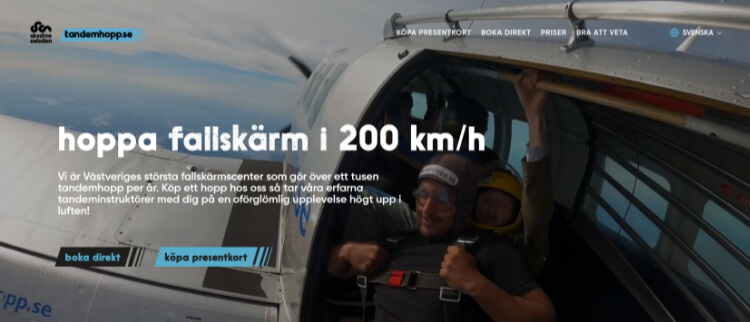 skydive
sweden
tandemhopp.se
KÖPA PRESENTKORT
BOKA DIREKT
PRISER
BRA ATT VETA
SVENSKA
hoppa fallskärm i 200 km/h
Vi är Västveriges största fallskärmscenter som gör över ett tusen
tandemhopp per år. Köp ett hopp hos oss så tar våra erfarna
tandeminstruktörer med dig på en oförglömlig upplevelse högt upp i
luften!
boka direkt
köpa presentkort
opp.se